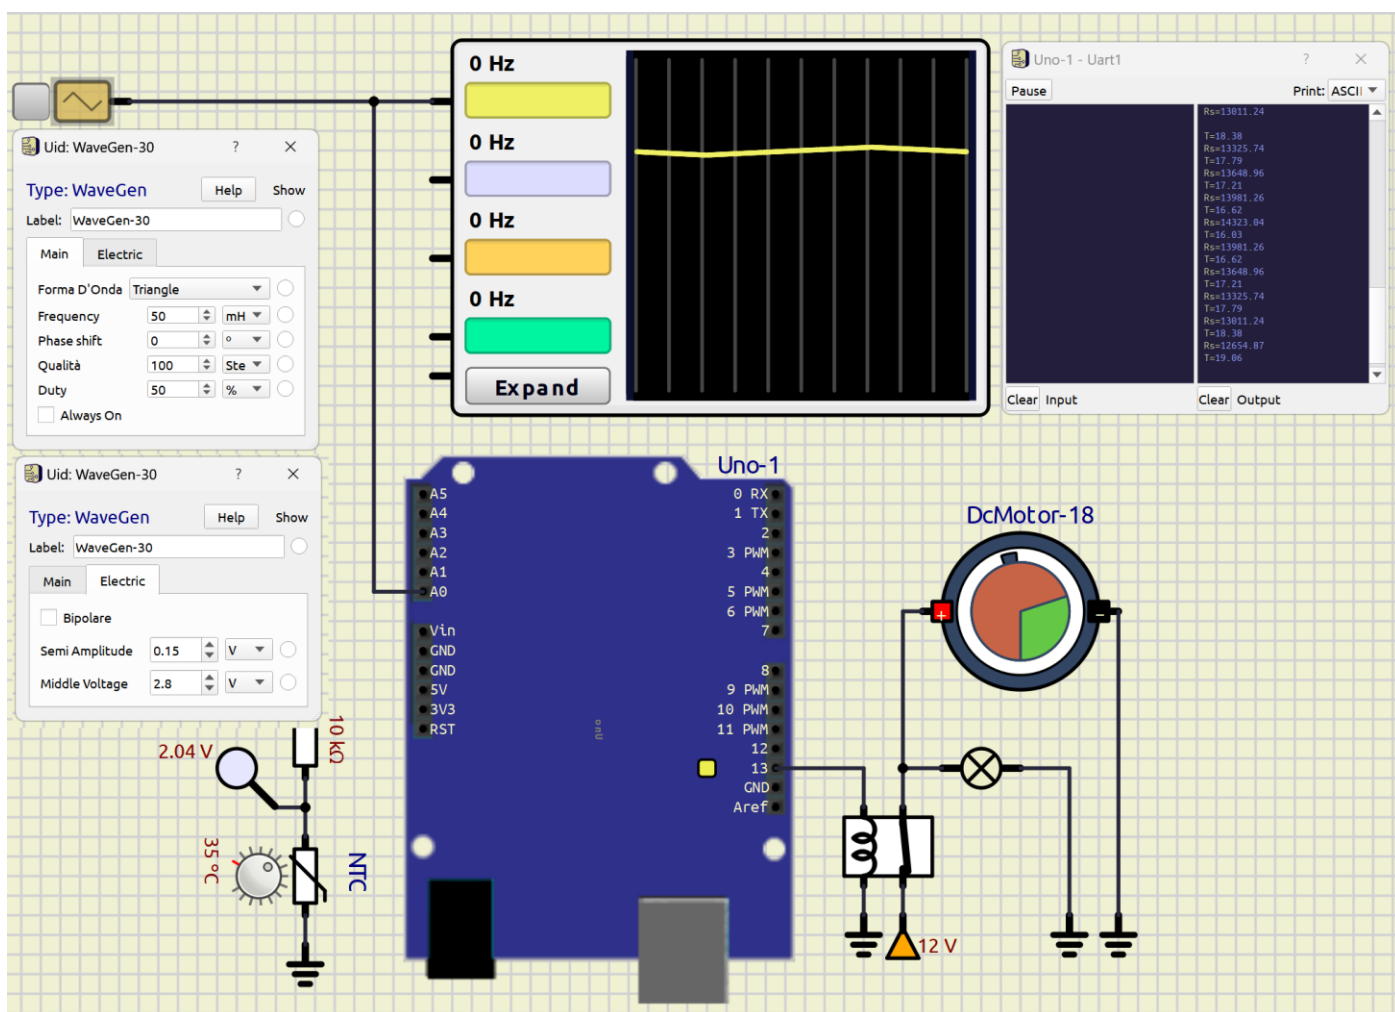 0 Hz
0 Hz
0 Hz
0 Hz
Expand
Uno-1 - Uart1
?
Pause
Print: ASCII
Rs=13011.24
T=18.38
Rs=13325.74
T=17.79
Rs=13648.96
T=17.21
Rs=13981.26
T=16.62
Rs=14323.04
T=16.03
Rs=13981.26
T=16.62
Rs=13648.96
T=17.21
Rs=13325.74
T=17.79
Rs=13011.24
T=18.38
Rs=12654.87
T=19.06
Clear Input
Clear Output
Uid: WaveGen-30
?
Type: WaveGen
Help
Show
Label: WaveGen-30
Main
Electric
Forma D'Onda Triangle
Frequency 50 mH
Phase shift 0 °
Qualità 100 Ste
Duty 50 %
Always On
Uid: WaveGen-30
?
Type: WaveGen
Help
Show
Label: WaveGen-30
Main
Electric
Bipolare
Semi Amplitude 0.15 V
Middle Voltage 2.8 V
10 kΩ
2.04 V
35 °C
NTC
Uno-1
A5
A4
A3
A2
A1
A0
Vin
GND
GND
5V
3V3
RST
0 RX
1 TX
2
3 PWM
4
5 PWM
6 PWM
7
8
9 PWM
10 PWM
11 PWM
12
13
GND
Aref
Uno
DcMotor-18
+
-
12 V